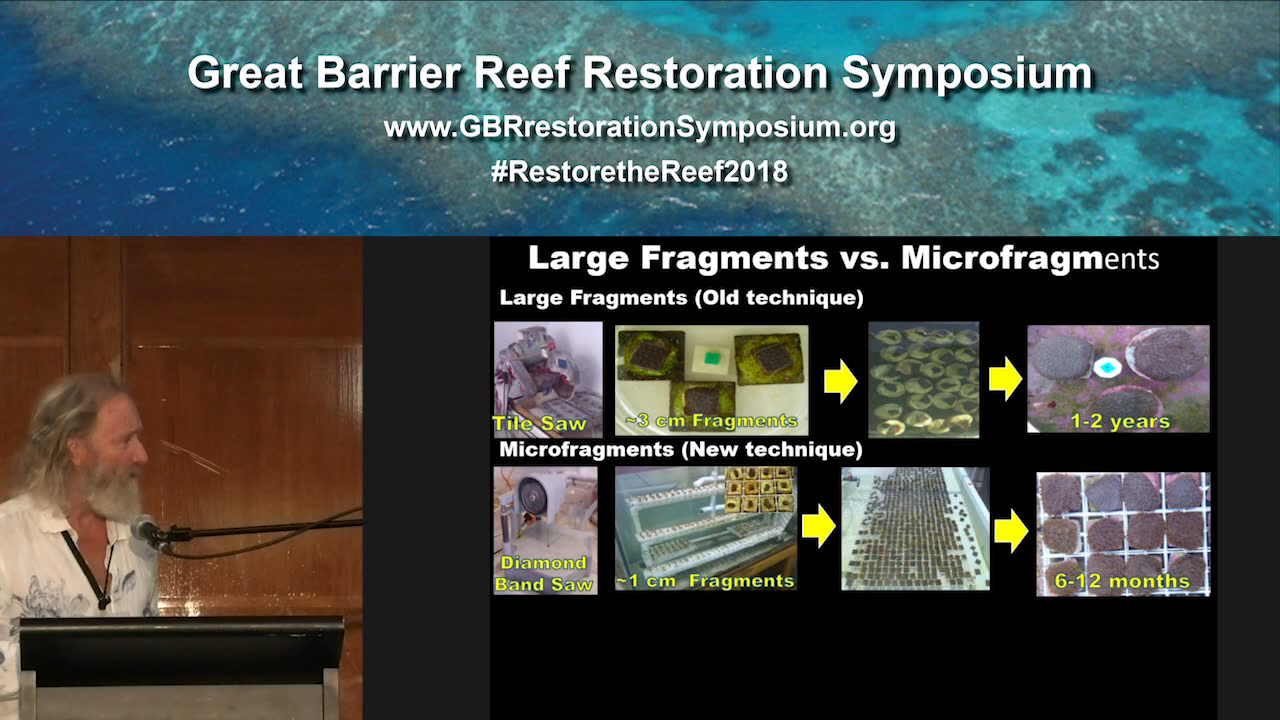 Great Barrier Reef Restoration Symposium
www.GBRrestorationSymposium.org
#RestoretheReef2018
Large Fragments vs. Microfragments
Large Fragments (Old technique)
Tile Saw
~3 cm Fragments
1-2 years
Microfragments (New technique)
Diamond
Band Saw
~1 cm Fragments
6-12 months